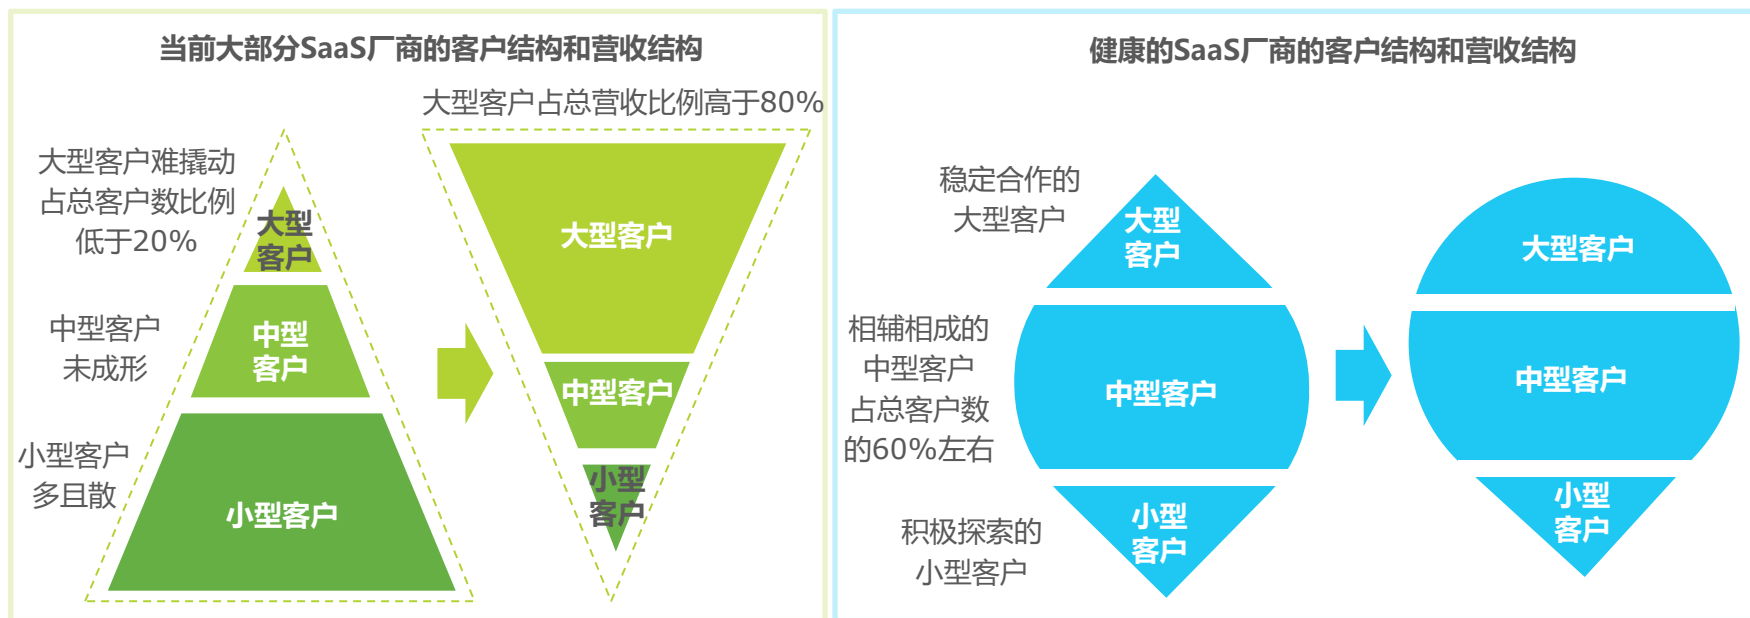 当前大部分SaaS厂商的客户结构和营收结构
大型客户占总营收比例高于80%
大型客户难撬动
占总客户数比例
低于20%
大型
客户
中型客户
未成形
中型
客户
小型客户
多且散
小型客户
大型客户
中型客户
小型
客户
健康的SaaS厂商的客户结构和营收结构
稳定合作的
大型客户
大型
客户
相辅相成的
中型客户
占总客户数
的60%左右
中型客户
积极探索的
小型客户
小型
客户
大型客户
中型客户
小型
客户